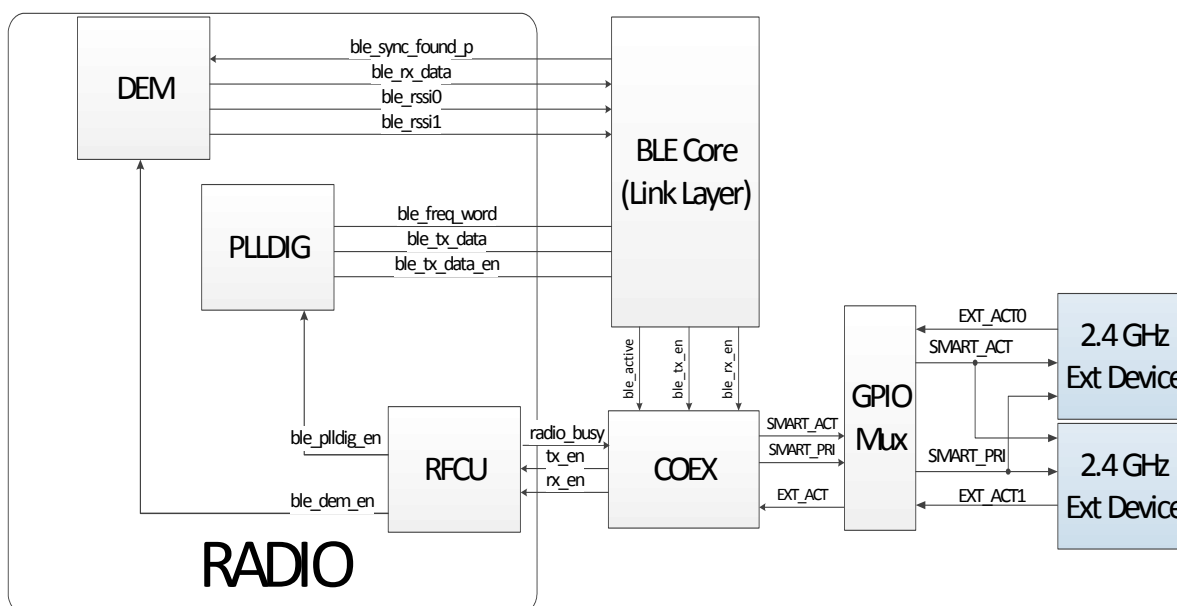 DEM
ble_sync_found_p
ble_rx_data
ble_rssi0
ble_rssi1
BLE Core
(Link Layer)
PLLDIG
ble_freq_word
ble_tx_data
ble_tx_data_en
ble_active
ble_tx_en
ble_rx_en
ble_plldig_en
ble_dem_en
RFCU
radio_busy
tx_en
rx_en
COEX
SMART_ACT
SMART_PRI
EXT_ACT
GPIO
Mux
EXT_ACT0
SMART_ACT
SMART_PRI
EXT_ACT1
2.4 GHz
Ext Device
2.4 GHz
Ext Device
RADIO